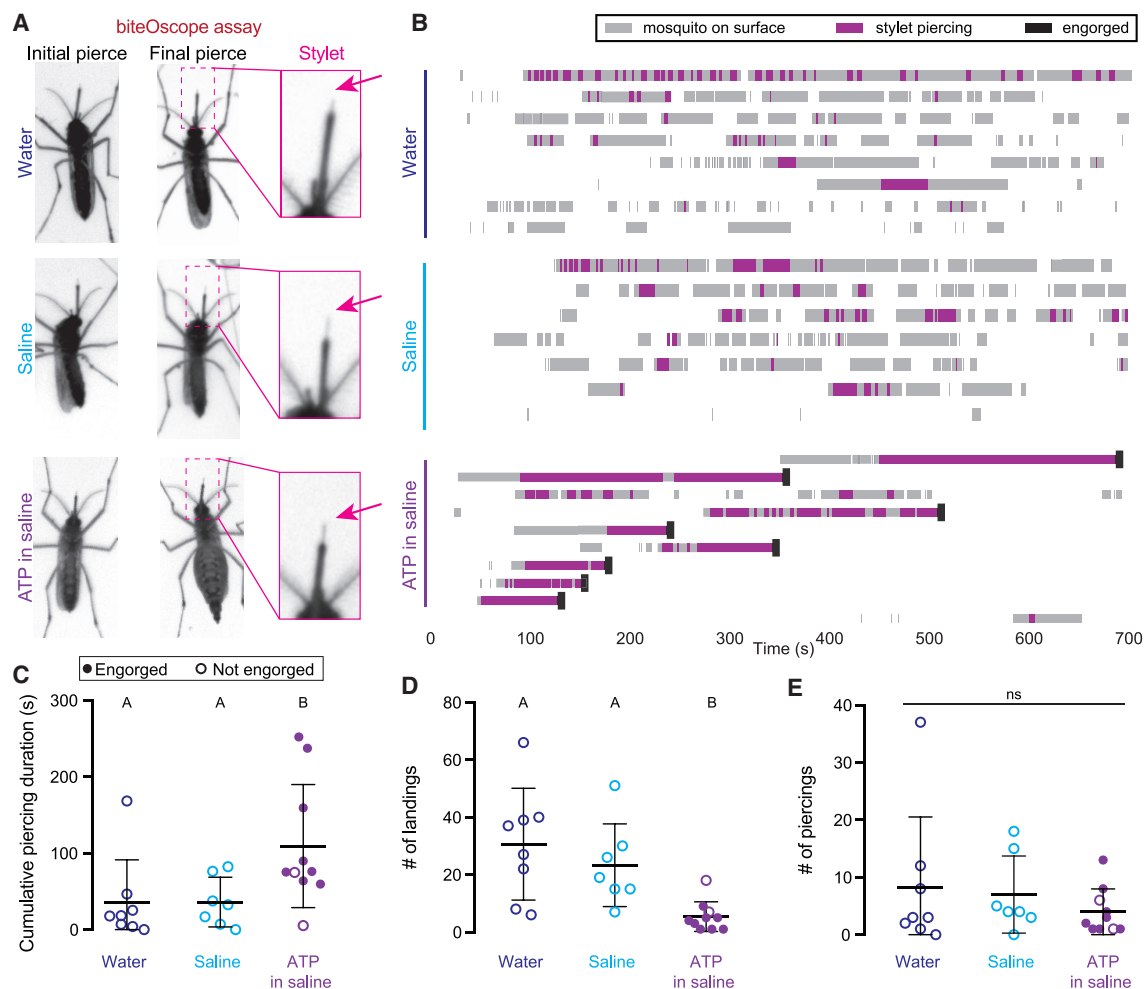 A
biteOscope assay
Initial pierce
Final pierce
Stylet
Water
Saline
ATP in saline
B
mosquito on surface
stylet piercing
engorged
Water
Saline
ATP in saline
0 100 200 300 400 500 600 700
Time (s)
Engorged
Not engorged
C
Cumulative piercing duration (s)
300
200
100
0
A A B
Water
Saline
ATP
in saline
D
# of landings
80
60
40
20
0
A A B
Water
Saline
ATP
in saline
E
# of piercings
40
30
20
10
0
ns
Water
Saline
ATP
in saline